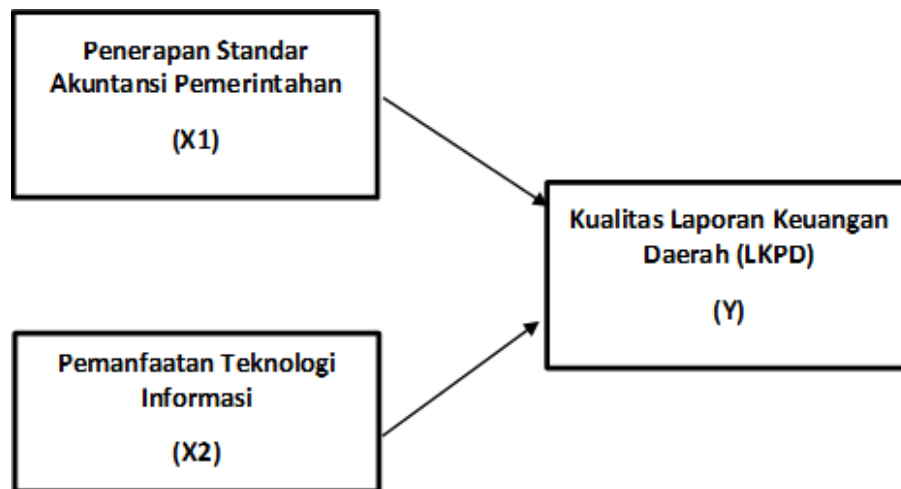 Penerapan Standar
Akuntansi Pemerintahan
(X1)
Kualitas Laporan Keuangan
Daerah (LKPD)
(Y)
Pemanfaatan Teknologi
Informasi
(X2)